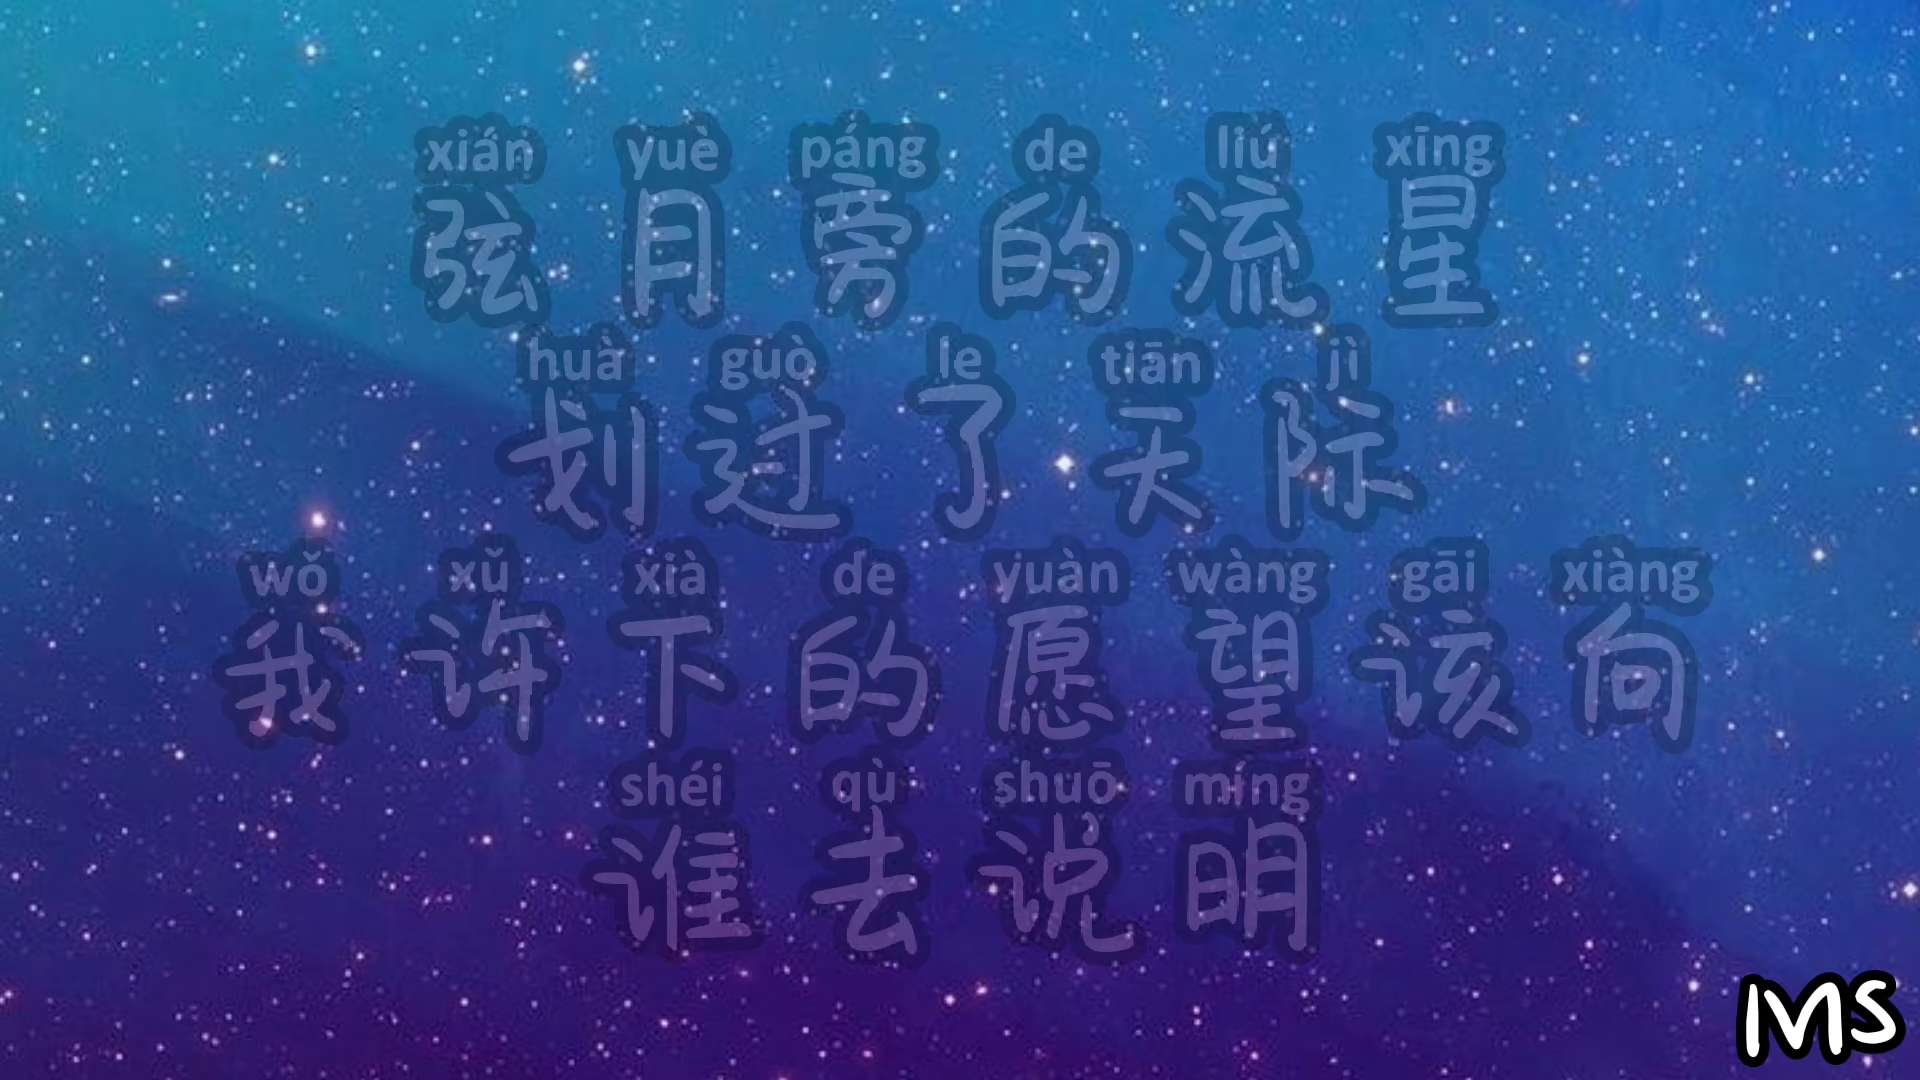 xián yuè páng de liú xīng
弦月旁的流星
huà guò le tiān jì
划过了天际
wǒ xǔ xià de yuàn wàng gāi xiàng
我许下的愿望该向
shéi qù shuō míng
谁去说明
MS